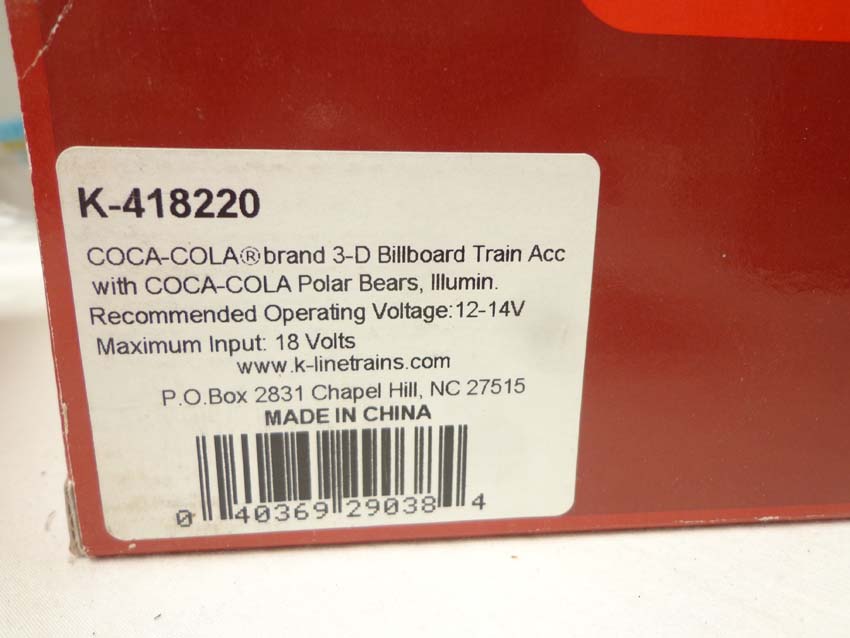 K-418220
COCA-COLA®brand 3-D Billboard Train Acc
with COCA-COLA Polar Bears, Illumin.
Recommended Operating Voltage:12-14V
Maximum Input: 18 Volts
www.k-linetrains.com
P.O.Box 2831 Chapel Hill, NC 27515
MADE IN CHINA
0 40369 29038 4